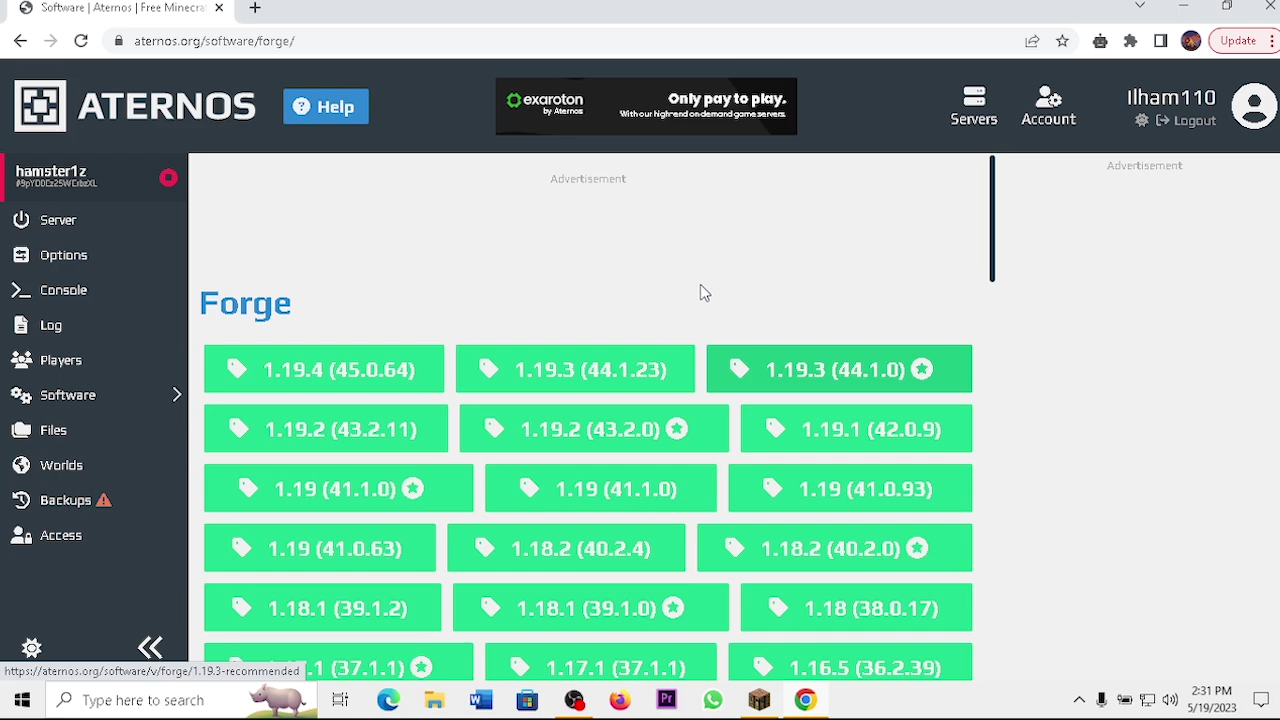 Software | Aternos | Free Minecra
aternos.org/software/forge/
Update
ATERNOS
Help
exaroton
by Aternos
Only pay to play.
With our high-end on-demand game servers.
Servers
Account
Ilham110
Logout
hamster1z
Advertisement
Advertisement
Server
Options
Console
Log
Players
Software
Files
Worlds
Backups
Access
Forge
1.19.4 (45.0.64)
1.19.3 (44.1.23)
1.19.3 (44.1.0)
1.19.2 (43.2.11)
1.19.2 (43.2.0)
1.19.1 (42.0.9)
1.19 (41.1.0)
1.19 (41.1.0)
1.19 (41.0.93)
1.19 (41.0.63)
1.18.2 (40.2.4)
1.18.2 (40.2.0)
1.18.1 (39.1.2)
1.18.1 (39.1.0)
1.18 (38.0.17)
.1 (37.1.1)
1.17.1 (37.1.1)
1.16.5 (36.2.39)
https://aternos.org/software/v/forge/1.19.3-recommended
Type here to search
2:31 PM
5/19/2023